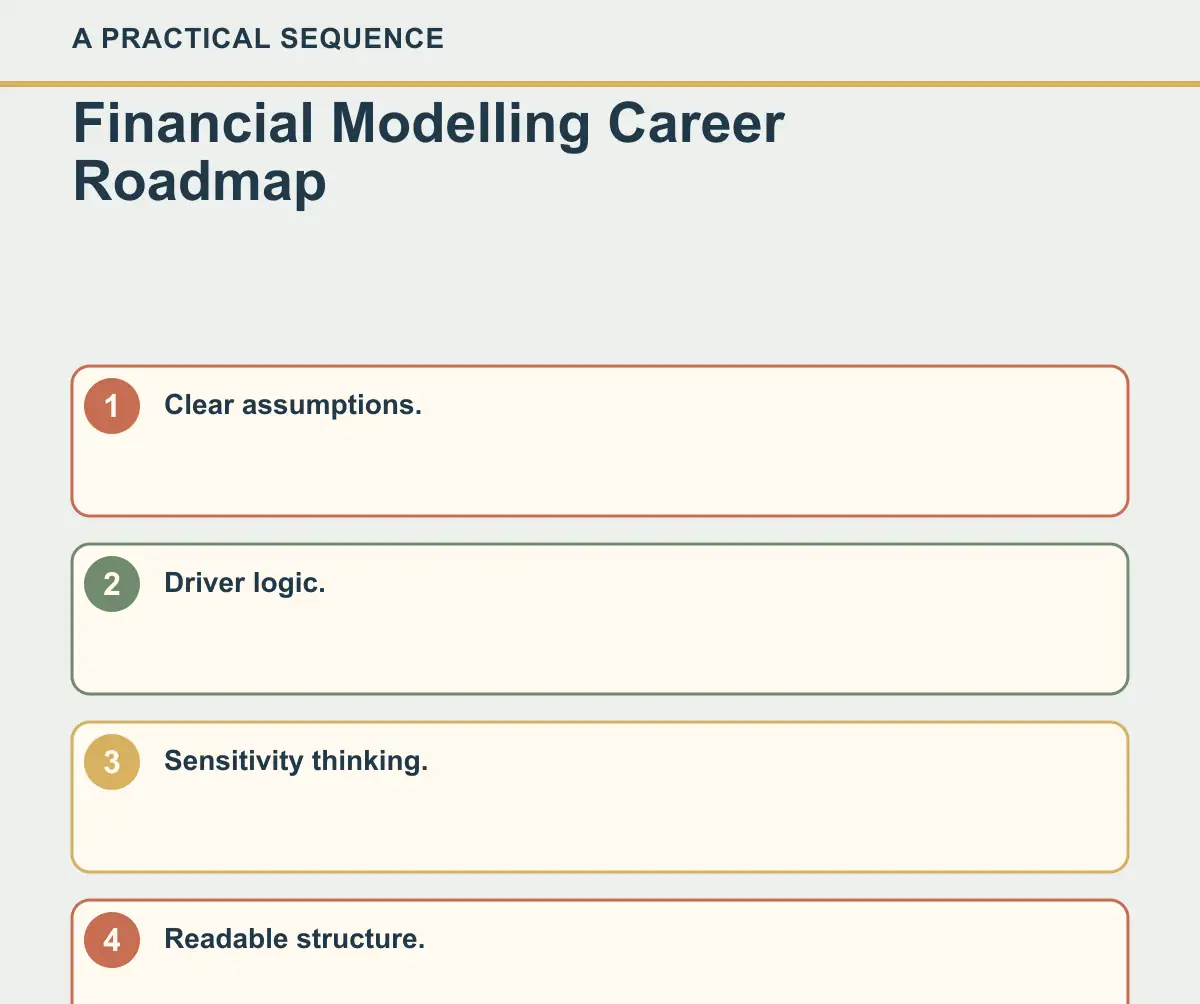 A PRACTICAL SEQUENCE
Financial Modelling Career
Roadmap
1 Clear assumptions.
2 Driver logic.
3 Sensitivity thinking.
4 Readable structure.